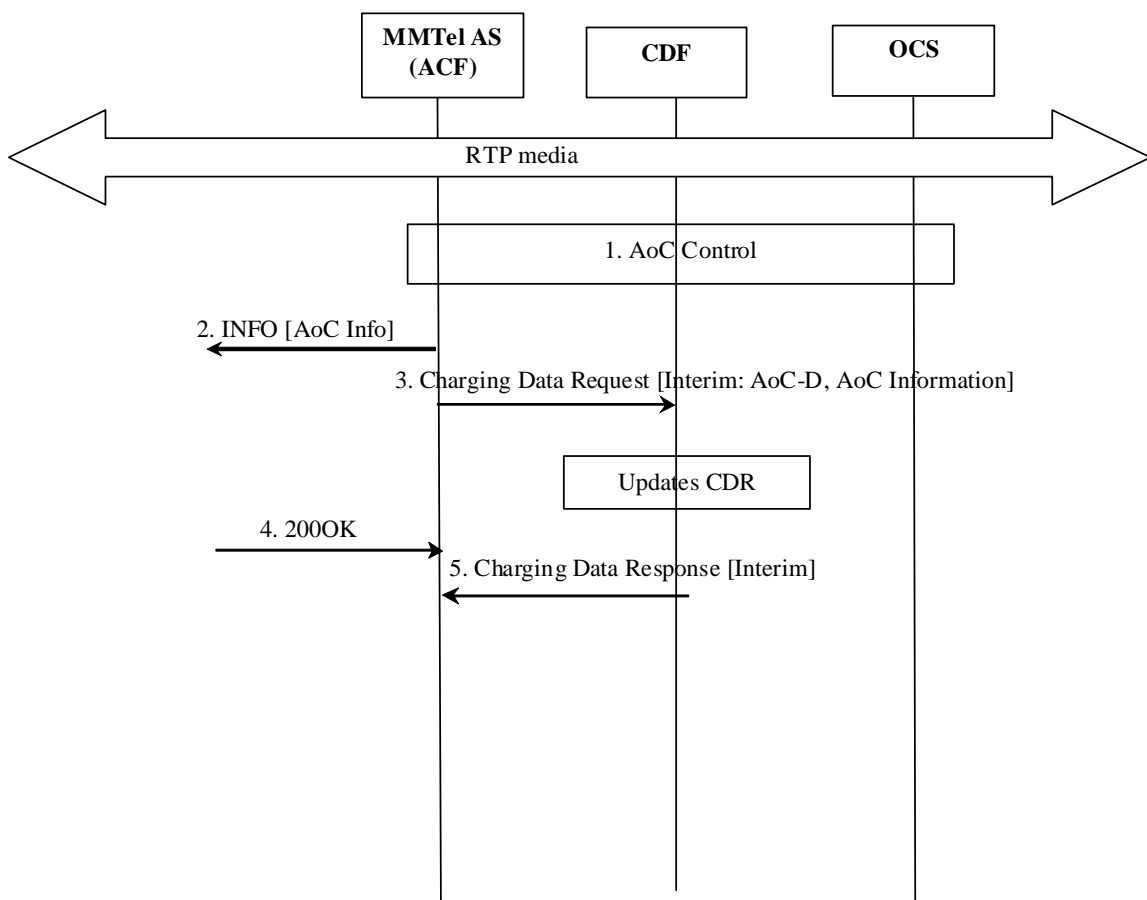 MMTel AS
(ACF)
CDF
OCS
RTP media
1. AoC Control
2. INFO [AoC Info]
3. Charging Data Request [Interim: AoC-D, AoC Information]
Updates CDR
4. 200OK
5. Charging Data Response [Interim]